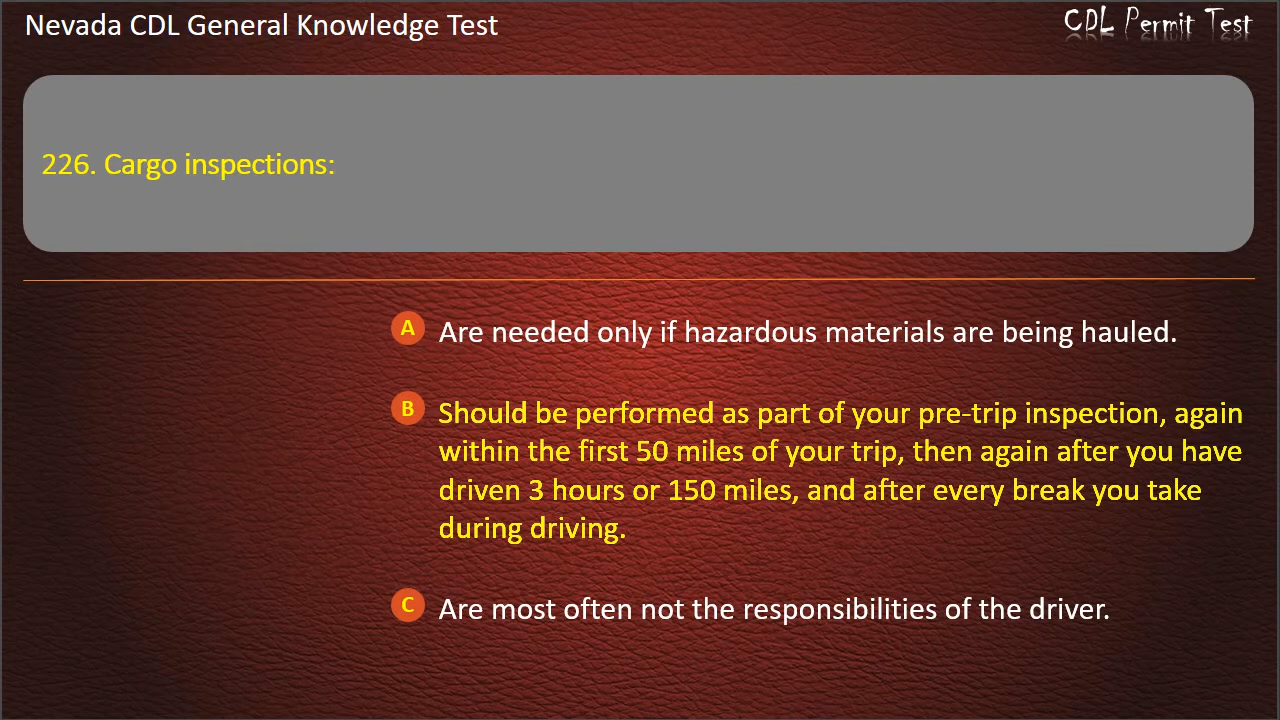 Nevada CDL General Knowledge Test
CDL Permit Test
226. Cargo inspections:
A Are needed only if hazardous materials are being hauled.
B Should be performed as part of your pre-trip inspection, again
within the first 50 miles of your trip, then again after you have
driven 3 hours or 150 miles, and after every break you take
during driving.
C Are most often not the responsibilities of the driver.